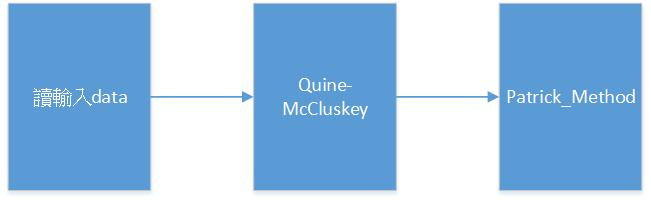 讀輸入data
Quine-
McCluskey
Patrick_Method